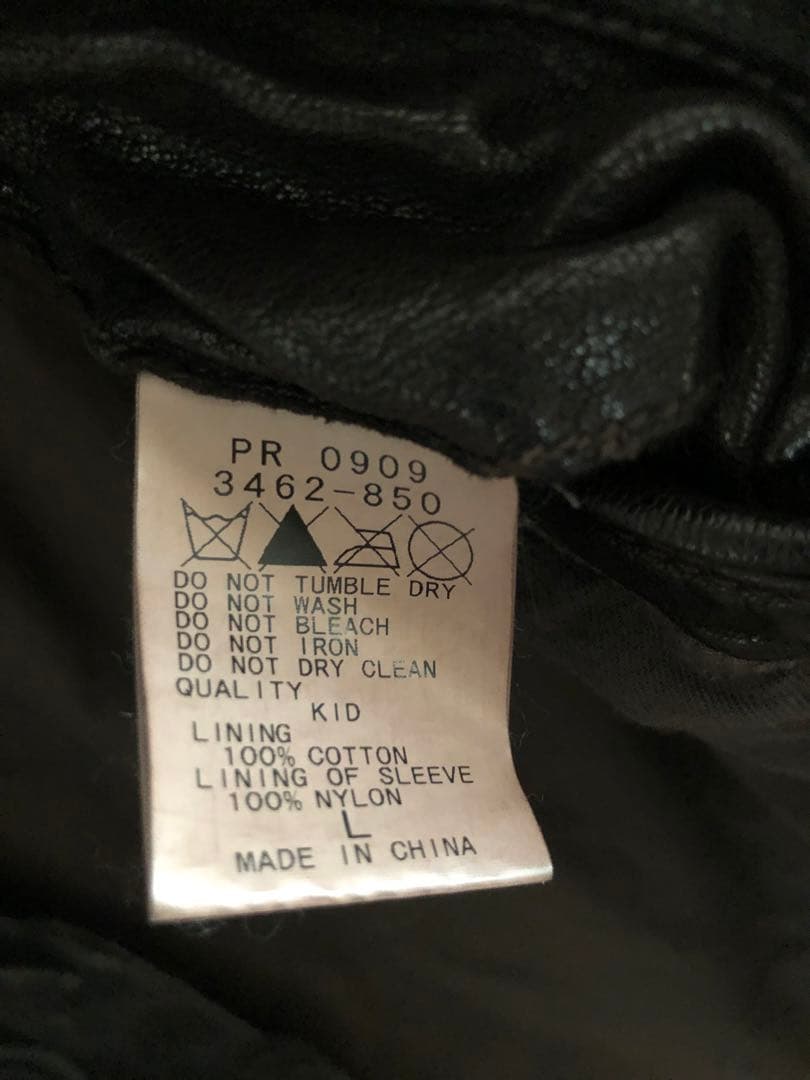 PR 0909
3462-850
DO NOT TUMBLE DRY
DO NOT WASH
DO NOT BLEACH
DO NOT IRON
DO NOT DRY CLEAN
QUALITY
KID
LINING
100% COTTON
LINING OF SLEEVE
100% NYLON
L
MADE IN CHINA